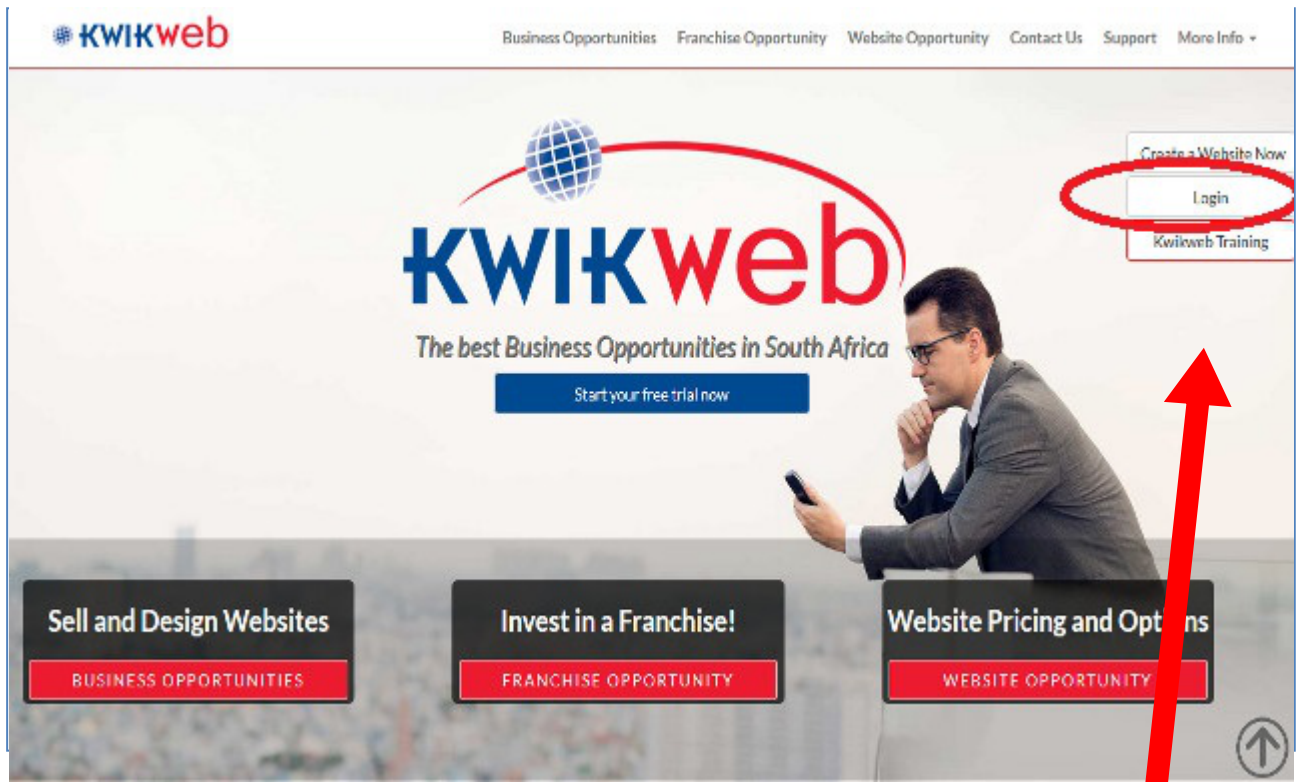 KWIKweb
Business Opportunities Franchise Opportunity Website Opportunity Contact Us Support More Info
Create a Website Now
Login
Kwikweb Training
KWIKweb
The best Business Opportunities in South Africa
Start your free trial now
Sell and Design Websites
Invest in a Franchise!
Website Pricing and Options
BUSINESS OPPORTUNITIES
FRANCHISE OPPORTUNITY
WEBSITE OPPORTUNITY